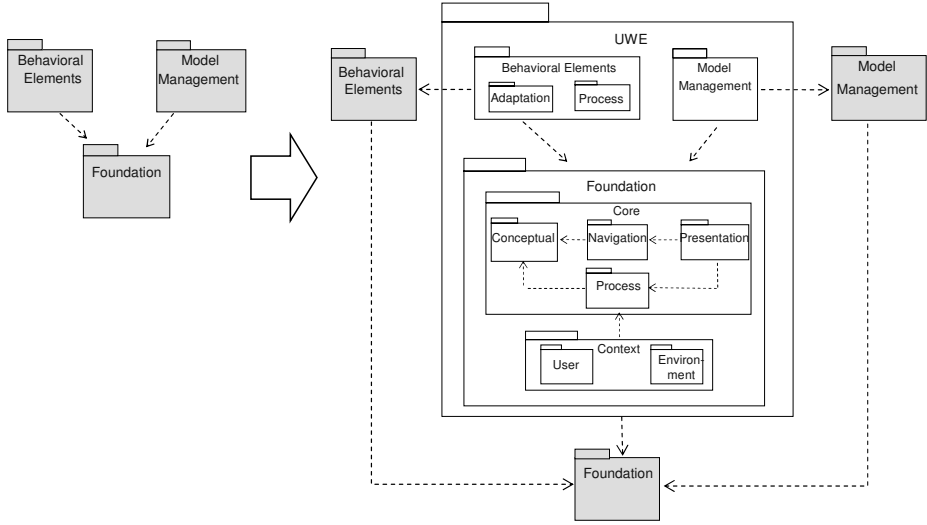 Behavioral
Elements
Model
Management
Foundation
UWE
Behavioral
Elements
Behavioral Elements
Adaptation
Process
Model
Management
Model
Management
Foundation
Core
Conceptual
Navigation
Presentation
Process
Context
User
Environ-
ment
Foundation